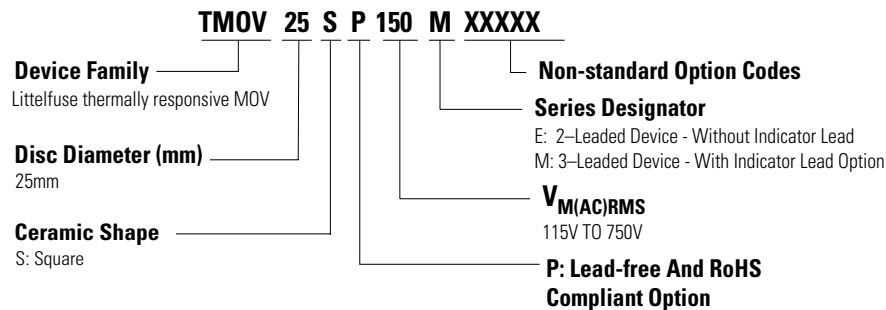 TMOV 25 S P 150 M XXXXX
Device Family
Littelfuse thermally responsive MOV
Disc Diameter (mm)
25mm
Ceramic Shape
S: Square
Non-standard Option Codes
Series Designator
E: 2–Leaded Device - Without Indicator Lead
M: 3–Leaded Device - With Indicator Lead Option
VM(AC)RMS
115V TO 750V
P: Lead-free And RoHS
Compliant Option